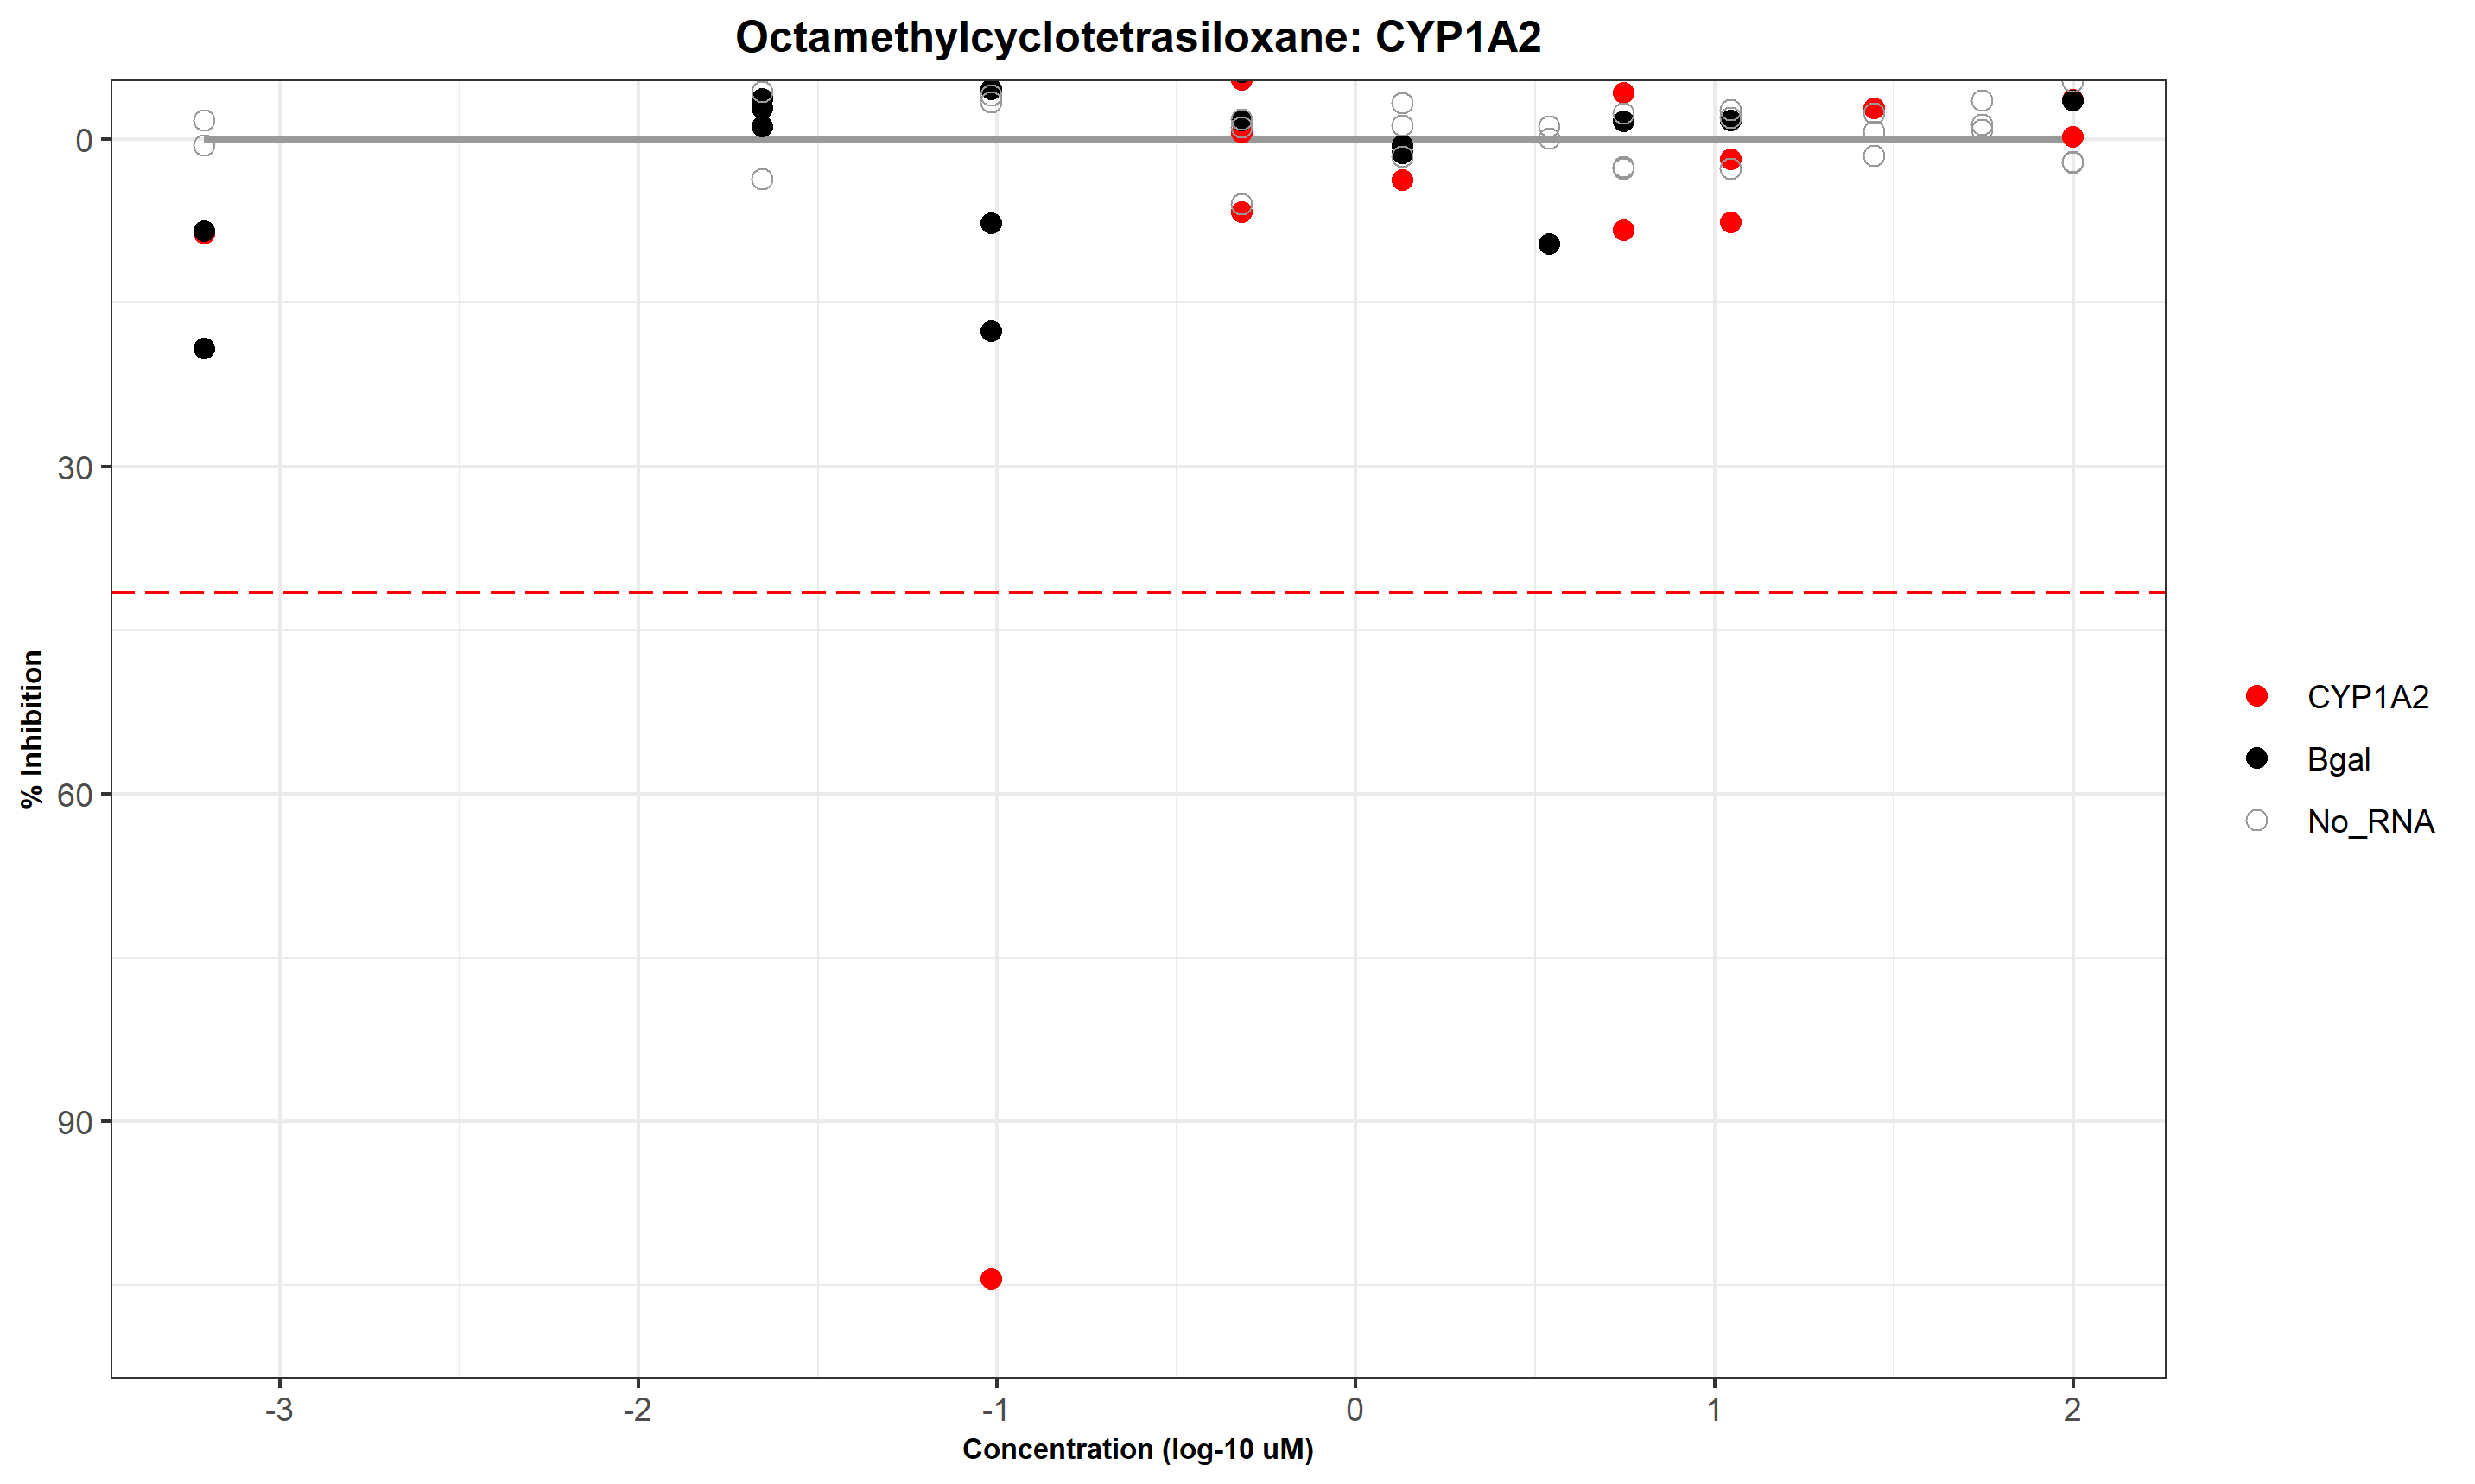 Octamethylcyclotetrasiloxane: CYP1A2
0
30
60
90
% Inhibition
-3
-2
-1
0
1
2
Concentration (log-10 uM)
CYP1A2
Bgal
No_RNA